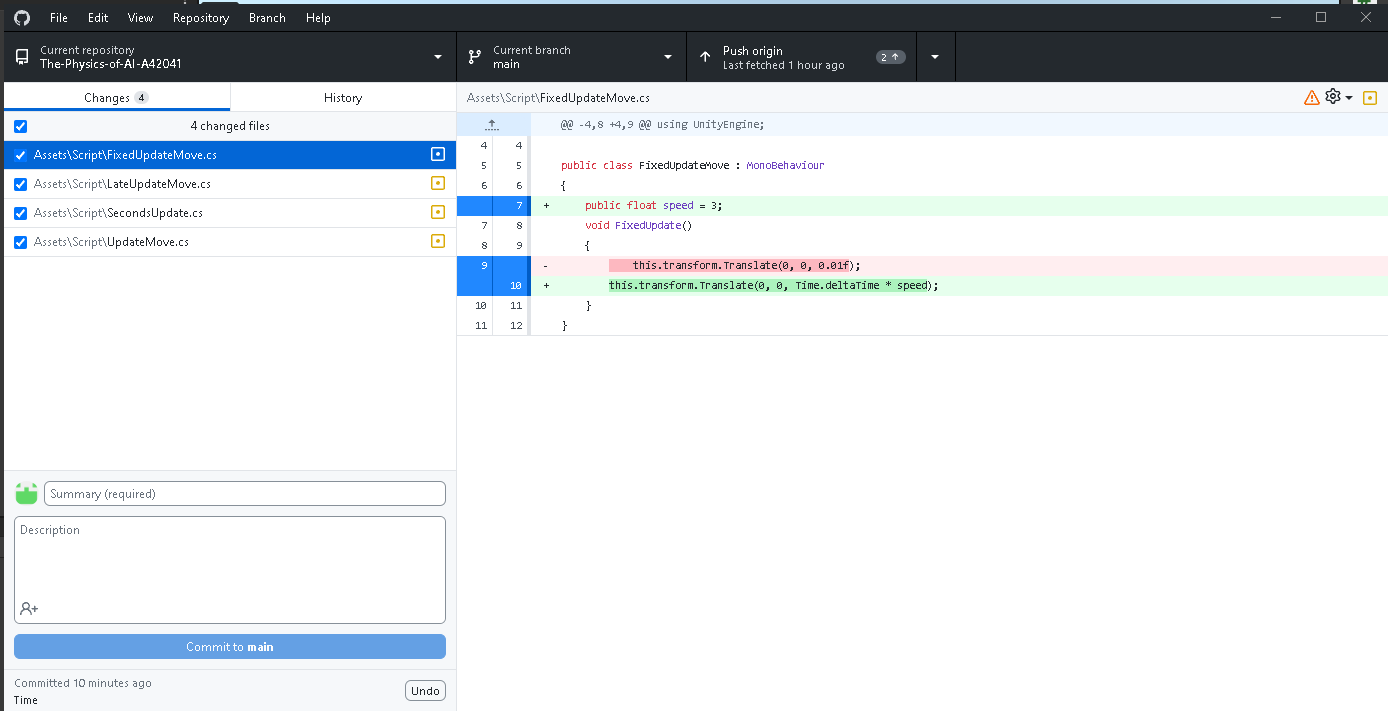 File Edit View Repository Branch Help
Current repository
The-Physics-of-AI-A42041
Current branch
main
Push origin
Last fetched 1 hour ago
2
Changes 4
History
4 changed files
Assets\Script\FixedUpdateMove.cs
Assets\Script\LateUpdateMove.cs
Assets\Script\SecondsUpdate.cs
Assets\Script\UpdateMove.cs
Summary (required)
Description
Commit to main
Committed 10 minutes ago
Time
Undo
Assets\Script\FixedUpdateMove.cs
@@ -4,8 +4,9 @@ using UnityEngine;
4 4
5 5 public class FixedUpdateMove : MonoBehaviour
6 6 {
7 + public float speed = 3;
7 8 void FixedUpdate()
8 9 {
9 - this.transform.Translate(0, 0, 0.01f);
10 + this.transform.Translate(0, 0, Time.deltaTime * speed);
10 11 }
11 12 }